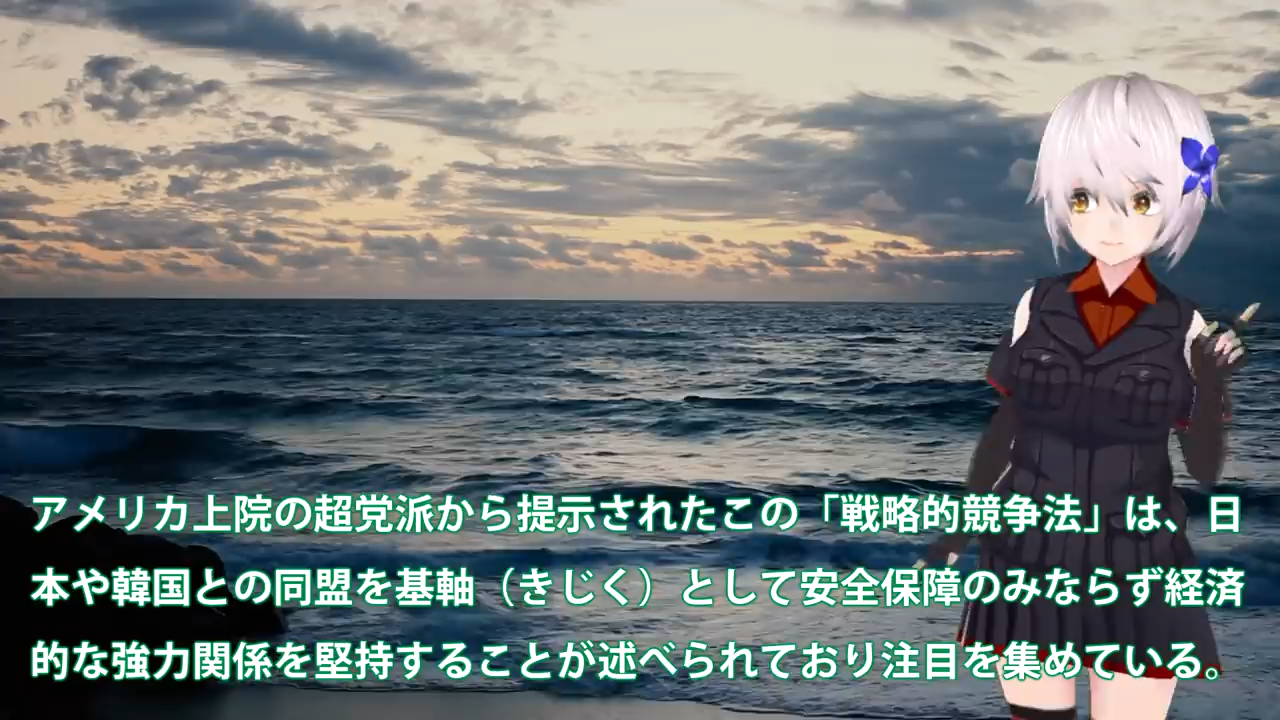 アメリカ上院の超党派から提示されたこの「戦略的競争法」は、日
本や韓国との同盟を基軸（きじく）として安全保障のみならず経済
的な強力関係を堅持することが述べられており注目を集めている。